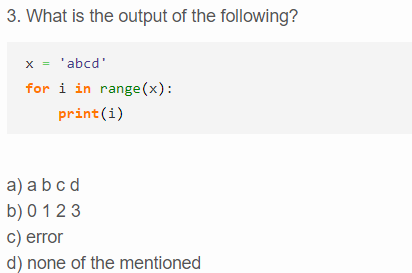 3. What is the output of the following?
x = 'abcd'
for i in range(x):
    print(i)
a) a b c d
b) 0 1 2 3
c) error
d) none of the mentioned